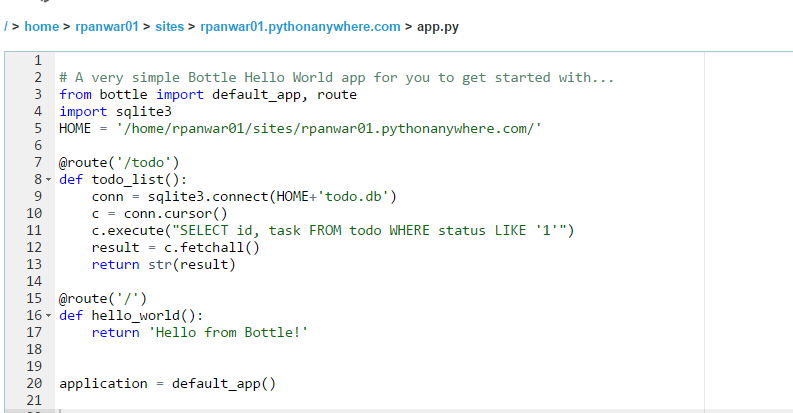 / > home > rpanwar01 > sites > rpanwar01.pythonanywhere.com > app.py
1
2 # A very simple Bottle Hello World app for you to get started with...
3 from bottle import default_app, route
4 import sqlite3
5 HOME = '/home/rpanwar01/sites/rpanwar01.pythonanywhere.com/'
6
7 @route('/todo')
8 def todo_list():
9     conn = sqlite3.connect(HOME+'todo.db')
10     c = conn.cursor()
11     c.execute("SELECT id, task FROM todo WHERE status LIKE '1'")
12     result = c.fetchall()
13     return str(result)
14
15 @route('/')
16 def hello_world():
17     return 'Hello from Bottle!'
18
19
20 application = default_app()
21